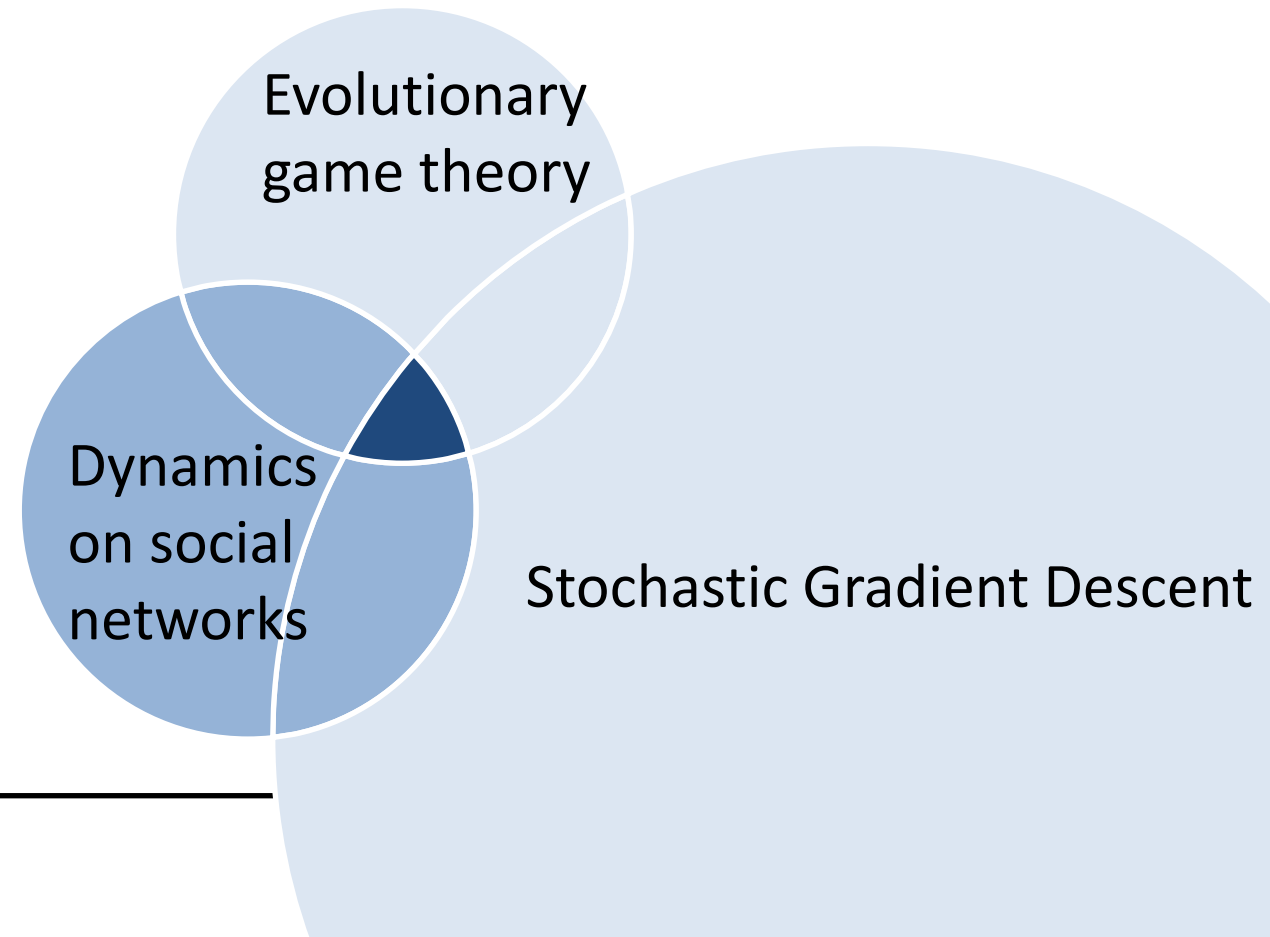 Evolutionary
game theory
Dynamics
on social
networks
Stochastic Gradient Descent